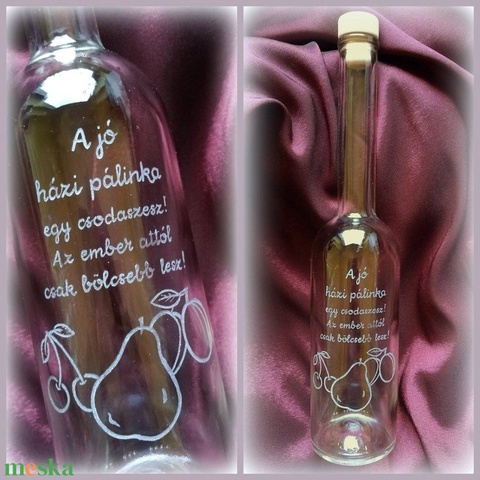 A jó
házi pálinka
egy csodaszesz!
Az ember attól
csak bölcsebb lesz!
A jó
házi pálinka
egy csodaszesz!
Az ember attól
csak bölcsebb lesz!
meska